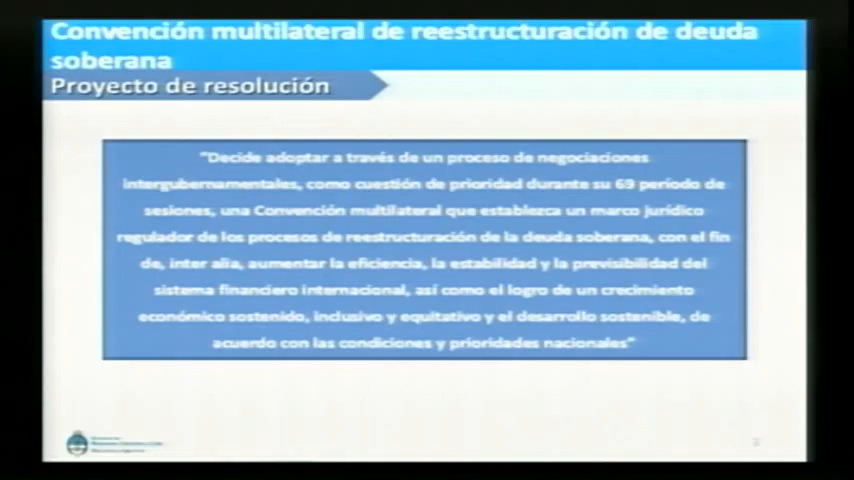 Convención multilateral de reestructuración de deuda
soberana
Proyecto de resolución
"Decide adoptar a través de un proceso de negociaciones
intergubernamentales, como cuestión de prioridad durante su 69 período de
sesiones, una Convención multilateral que establezca un marco jurídico
regulador de los procesos de reestructuración de la deuda soberana, con el fin
de, inter alia, aumentar la eficiencia, la estabilidad y la previsibilidad del
sistema financiero internacional, así como el logro de un crecimiento
económico sostenido, inclusivo y equitativo y el desarrollo sostenible, de
acuerdo con las condiciones y prioridades nacionales"